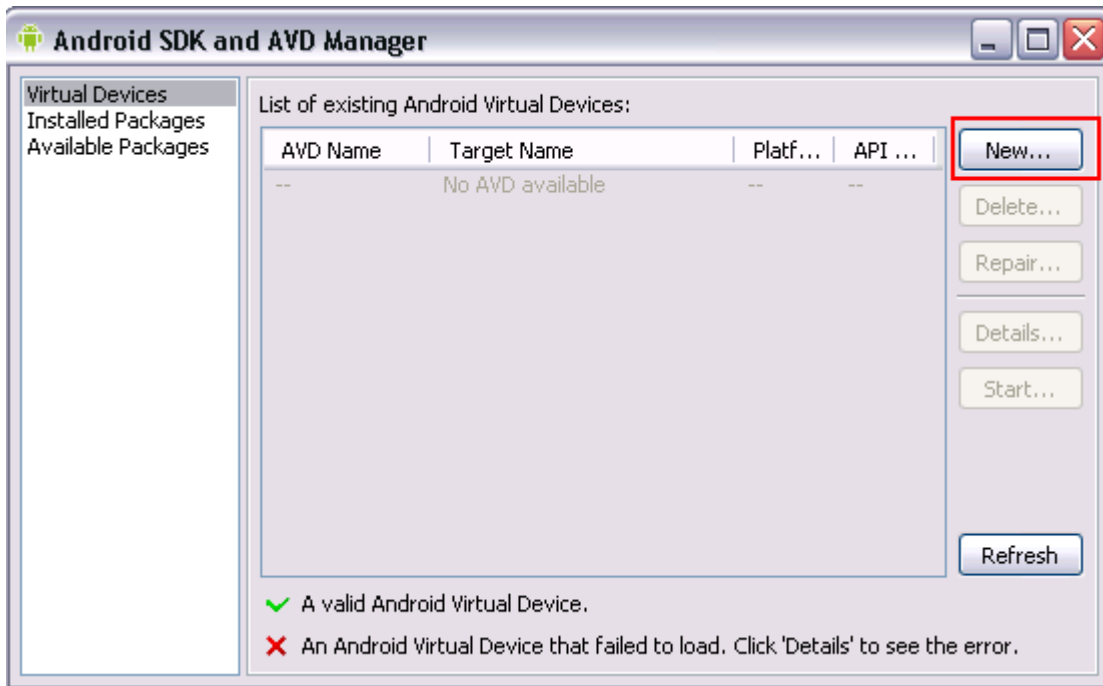 Android SDK and AVD Manager
Virtual Devices
Installed Packages
Available Packages
List of existing Android Virtual Devices:
AVD Name Target Name Platf... API ...
-- No AVD available -- --
New...
Delete...
Repair...
Details...
Start...
Refresh
A valid Android Virtual Device.
An Android Virtual Device that failed to load. Click 'Details' to see the error.